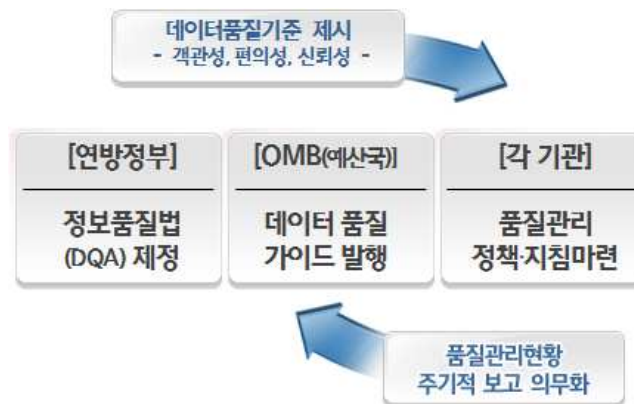 데이터품질기준 제시
- 객관성, 편의성, 신뢰성 -
[연방정부]
정보품질법
(DQA) 제정
[OMB(예산국)]
데이터 품질
가이드 발행
[각 기관]
품질관리
정책·지침마련
품질관리현황
주기적 보고 의무화